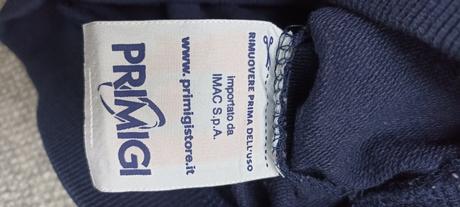 RIMUOVERE PRIMA DELL'USO
importato da
IMAC S.p.A.
www.primigistore.it
PRIMIGI